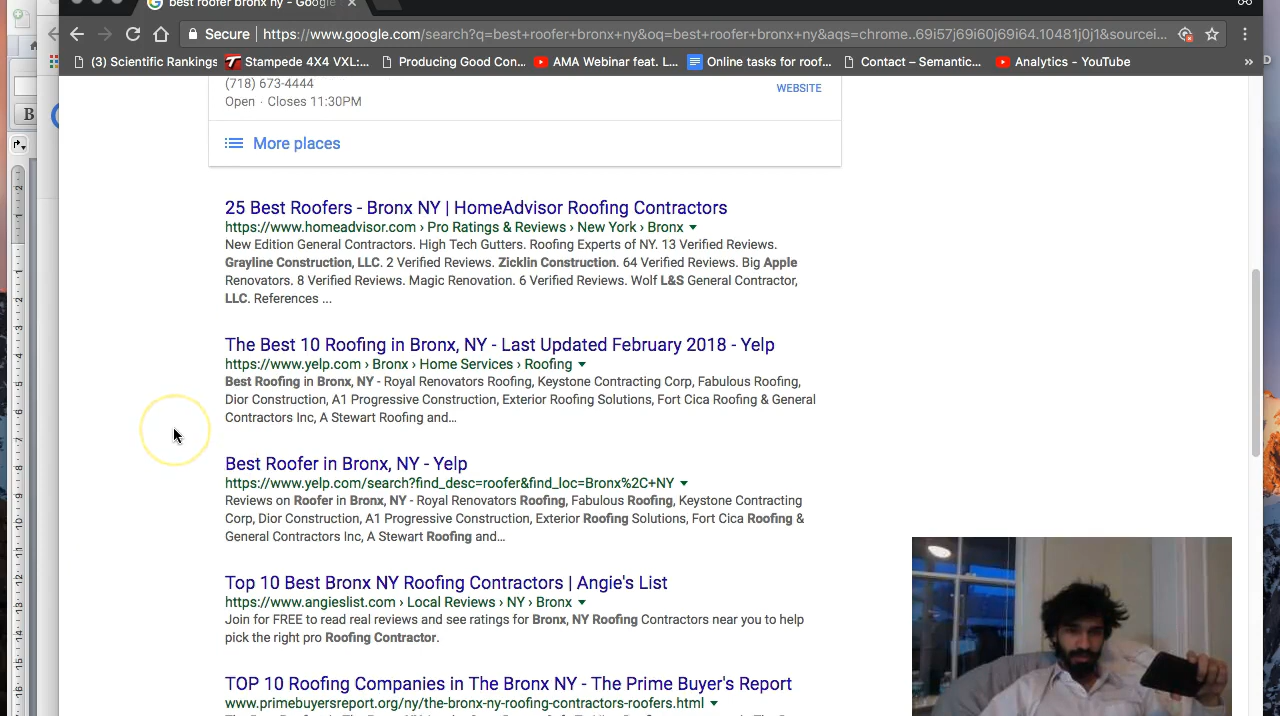 best roofer bronx ny - Google
Secure
https://www.google.com/search?q=best+roofer+bronx+ny&oq=best+roofer+bronx+ny&aqs=chrome..69i57j69i60j69i64.10481j0j1&sourcei...
(3) Scientific Rankings
Stampede 4X4 VXL:...
Producing Good Con...
AMA Webinar feat. L...
Online tasks for roof...
Contact – Semantic...
Analytics - YouTube
»
B
(718) 673-4444
WEBSITE
Open · Closes 11:30PM
More places
25 Best Roofers - Bronx NY | HomeAdvisor Roofing Contractors
https://www.homeadvisor.com › Pro Ratings & Reviews › New York › Bronx
New Edition General Contractors. High Tech Gutters. Roofing Experts of NY. 13 Verified Reviews.
Grayline Construction, LLC. 2 Verified Reviews. Zicklin Construction. 64 Verified Reviews. Big Apple
Renovators. 8 Verified Reviews. Magic Renovation. 6 Verified Reviews. Wolf L&S General Contractor,
LLC. References ...
The Best 10 Roofing in Bronx, NY - Last Updated February 2018 - Yelp
https://www.yelp.com › Bronx › Home Services › Roofing
Best Roofing in Bronx, NY - Royal Renovators Roofing, Keystone Contracting Corp, Fabulous Roofing,
Dior Construction, A1 Progressive Construction, Exterior Roofing Solutions, Fort Cica Roofing & General
Contractors Inc, A Stewart Roofing and...
Best Roofer in Bronx, NY - Yelp
https://www.yelp.com/search?find_desc=roofer&find_loc=Bronx%2C+NY
Reviews on Roofer in Bronx, NY - Royal Renovators Roofing, Fabulous Roofing, Keystone Contracting
Corp, Dior Construction, A1 Progressive Construction, Exterior Roofing Solutions, Fort Cica Roofing &
General Contractors Inc, A Stewart Roofing and...
Top 10 Best Bronx NY Roofing Contractors | Angie's List
https://www.angieslist.com › Local Reviews › NY › Bronx
Join for FREE to read real reviews and see ratings for Bronx, NY Roofing Contractors near you to help
pick the right pro Roofing Contractor.
TOP 10 Roofing Companies in The Bronx NY - The Prime Buyer's Report
www.primebuyersreport.org/ny/the-bronx-ny-roofing-contractors-roofers.html